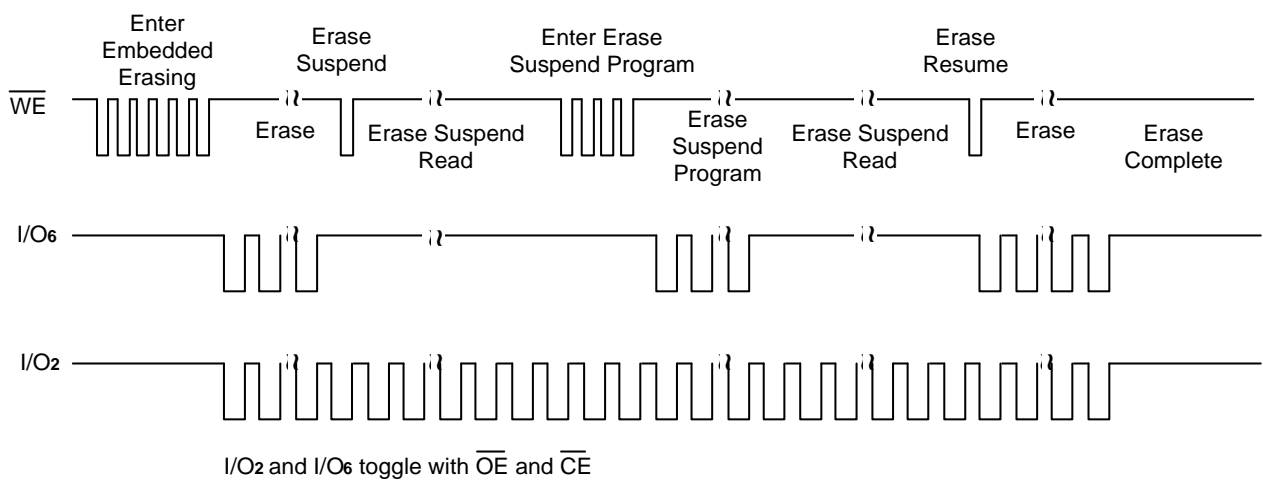 Enter
Embedded
Erasing
Erase
Suspend
Enter Erase
Suspend Program
Erase
Resume
WE
Erase
Erase Suspend
Read
Erase
Suspend
Program
Erase Suspend
Read
Erase
Erase
Complete
I/O6
I/O2
I/O2 and I/O6 toggle with OE and CE